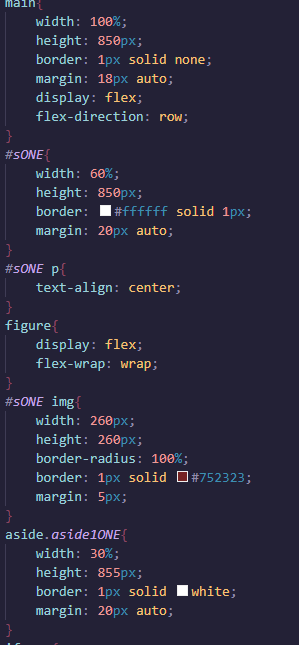 main{
width: 100%;
height: 850px;
border: 1px solid none;
margin: 18px auto;
display: flex;
flex-direction: row;
}
#sONE{
width: 60%;
height: 850px;
border: #ffffff solid 1px;
margin: 20px auto;
}
#sONE p{
text-align: center;
}
figure{
display: flex;
flex-wrap: wrap;
}
#sONE img{
width: 260px;
height: 260px;
border-radius: 100%;
border: 1px solid #752323;
margin: 5px;
}
aside.aside1ONE{
width: 30%;
height: 855px;
border: 1px solid white;
margin: 20px auto;
}